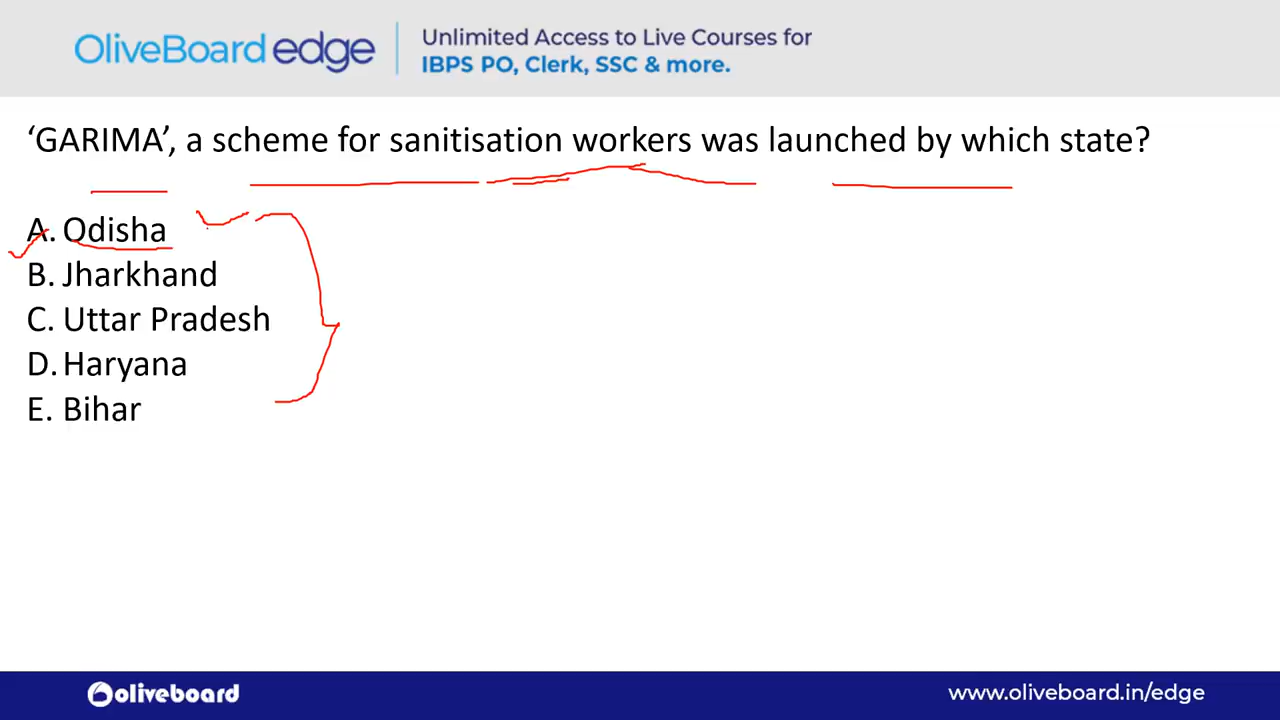 OliveBoard edge
Unlimited Access to Live Courses for
IBPS PO, Clerk, SSC & more.
‘GARIMA’, a scheme for sanitisation workers was launched by which state?
A. Odisha
B. Jharkhand
C. Uttar Pradesh
D. Haryana
E. Bihar
oliveboard
www.oliveboard.in/edge